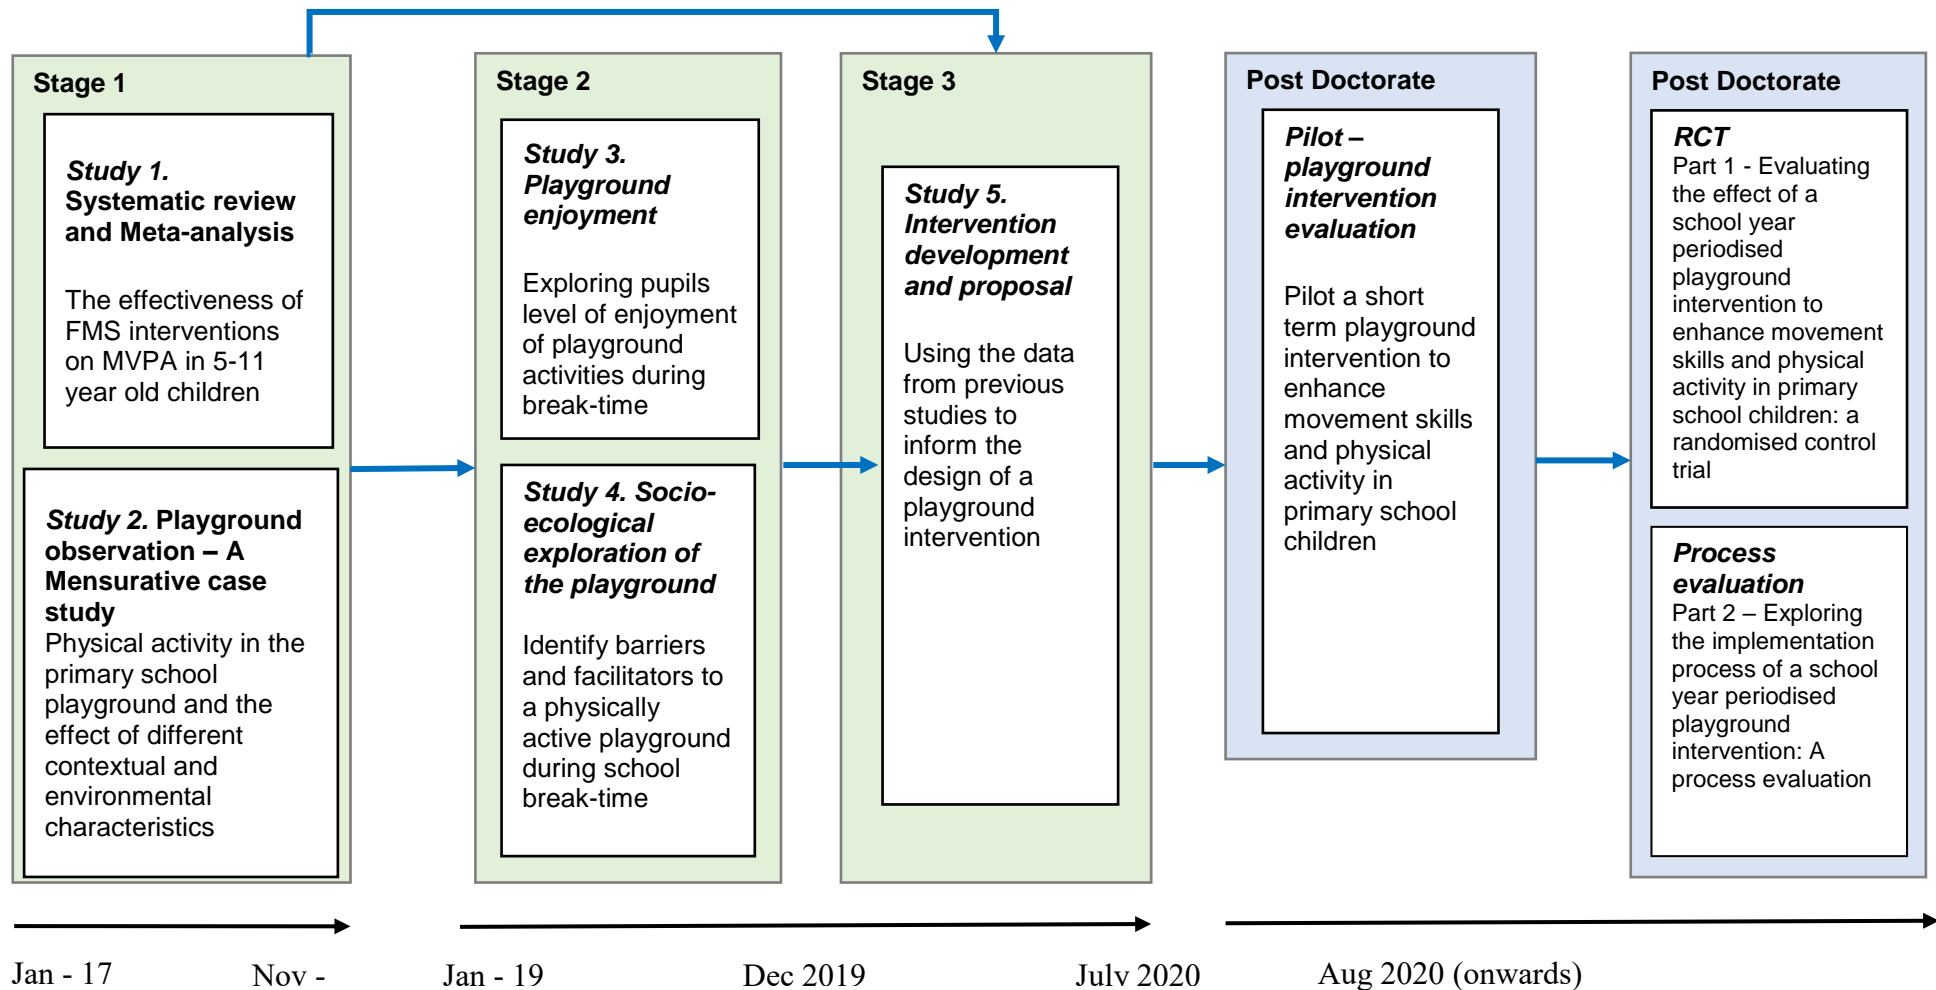 Stage 1
Study 1.
Systematic review
and Meta-analysis
The effectiveness of
FMS interventions
on MVPA in 5-11
year old children
Study 2. Playground
observation – A
Mensurative case
study
Physical activity in the
primary school
playground and the
effect of different
contextual and
environmental
characteristics
Stage 2
Study 3.
Playground
enjoyment
Exploring pupils
level of enjoyment
of playground
activities during
break-time
Study 4. Socio-
ecological
exploration of
the playground
Identify barriers
and facilitators to
a physically
active playground
during school
break-time
Stage 3
Study 5.
Intervention
development
and proposal
Using the data
from previous
studies to
inform the
design of a
playground
intervention
Post Doctorate
Pilot –
playground
intervention
evaluation
Pilot a short
term playground
intervention to
enhance
movement skills
and physical
activity in
primary school
children
Post Doctorate
RCT
Part 1 - Evaluating
the effect of a
school year
periodised
playground
intervention to
enhance movement
skills and physical
activity in primary
school children: a
randomised control
trial
Process
evaluation
Part 2 – Exploring
the implementation
process of a school
year periodised
playground
intervention: A
process evaluation
Jan - 17
Nov -
Jan - 19
Dec 2019
July 2020
Aug 2020 (onwards)